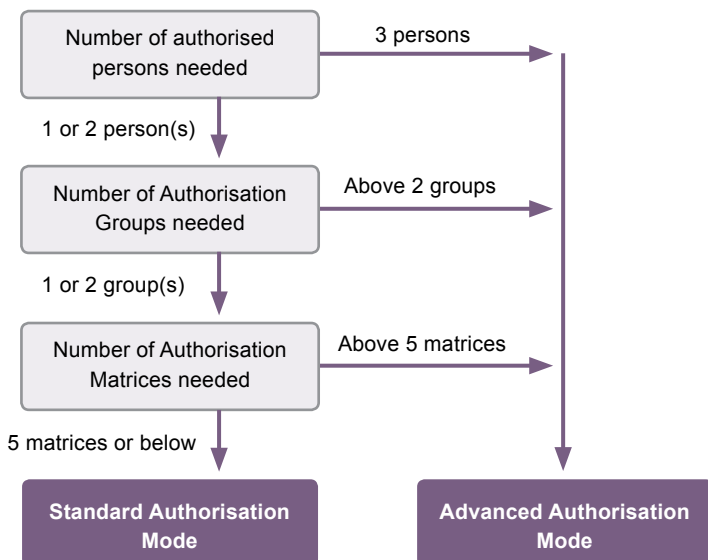 Number of authorised
persons needed
3 persons
1 or 2 person(s)
Number of Authorisation
Groups needed
Above 2 groups
1 or 2 group(s)
Number of Authorisation
Matrices needed
Above 5 matrices
5 matrices or below
Standard Authorisation
Mode
Advanced Authorisation
Mode